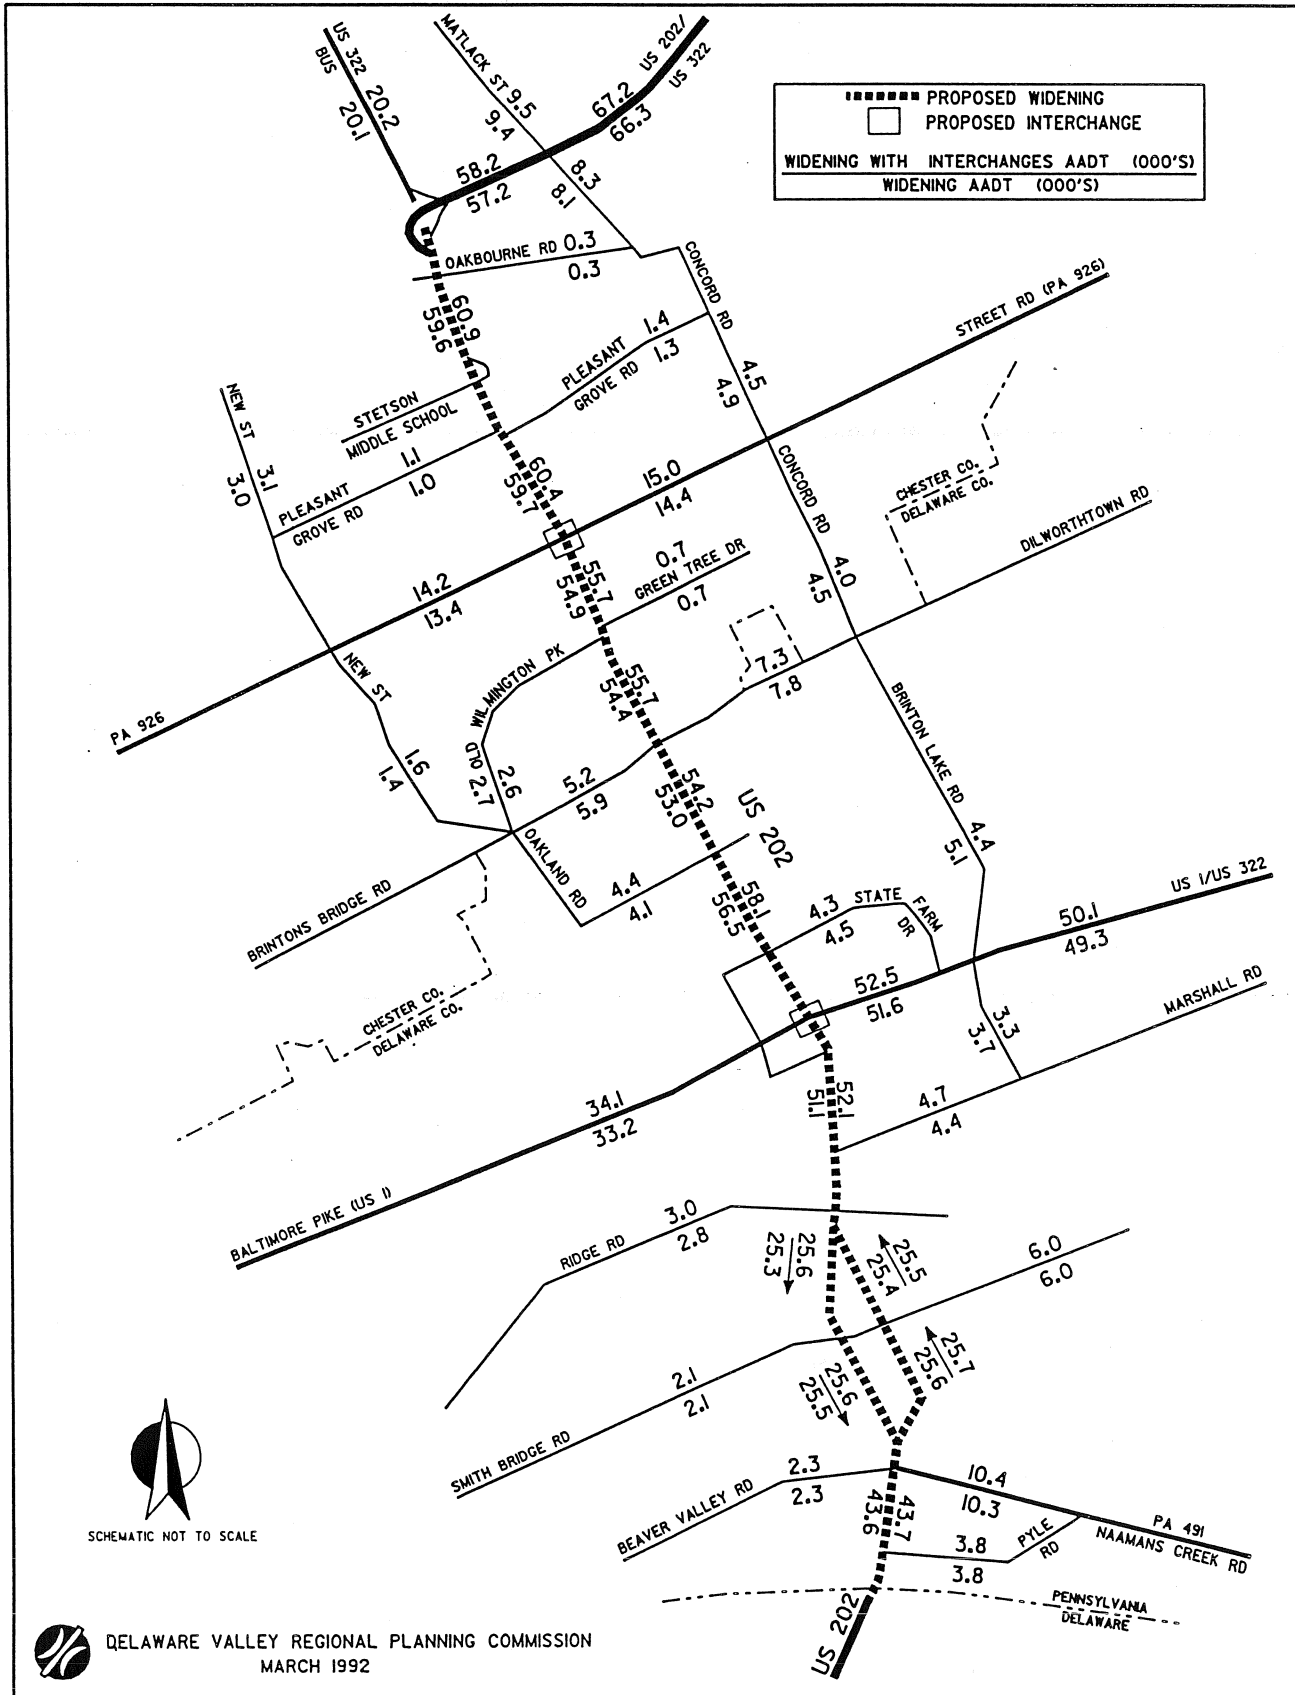 US 322
BUS
20.2
20.1
MATLACK ST 9.5
9.4
US 202/
US 322
67.2
66.3
58.2
57.2
8.3
8.1
PROPOSED WIDENING
PROPOSED INTERCHANGE
WIDENING WITH INTERCHANGES AADT (000'S)
WIDENING AADT (000'S)
OAKBOURNE RD 0.3
0.3
CONCORD RD
60.9
59.6
STREET RD (PA 926)
PLEASANT 1.4
GROVE RD 1.3
4.5
4.9
STETSON
MIDDLE SCHOOL
NEW ST 3.1
3.0
PLEASANT 1.1
GROVE RD 1.0
60.4
59.7
15.0
14.4
CONCORD RD 4.0
4.5
CHESTER CO.
DELAWARE CO.
DILWORTHTOWN RD
14.2
13.4
55.7
54.9
0.7
GREEN TREE DR
0.7
PA 926
NEW ST
1.6
1.4
OLD WILMINGTON PK
2.6
2.7
55.7
54.4
7.3
7.8
BRINTON LAKE RD 4.4
5.1
5.2
5.9
54.2
53.0
US 202
OAKLAND RD
4.4
4.1
BRINTONS BRIDGE RD
58.1
56.5
4.3 STATE FARM DR
4.5
US 1/US 322
50.1
49.3
52.5
51.6
MARSHALL RD
3.3
3.7
CHESTER CO.
DELAWARE CO.
34.1
33.2
52.1
51.1
4.7
4.4
BALTIMORE PIKE (US 1)
RIDGE RD
3.0
2.8
25.6
25.3
25.5
25.4
6.0
6.0
25.7
25.6
25.6
25.5
2.1
2.1
SMITH BRIDGE RD
BEAVER VALLEY RD
2.3
2.3
10.4
10.3
PA 491
NAAMANS CREEK RD
43.7
43.6
3.8
3.8
PYLE
RD
PENNSYLVANIA
DELAWARE
US 202
SCHEMATIC NOT TO SCALE
DELAWARE VALLEY REGIONAL PLANNING COMMISSION
MARCH 1992